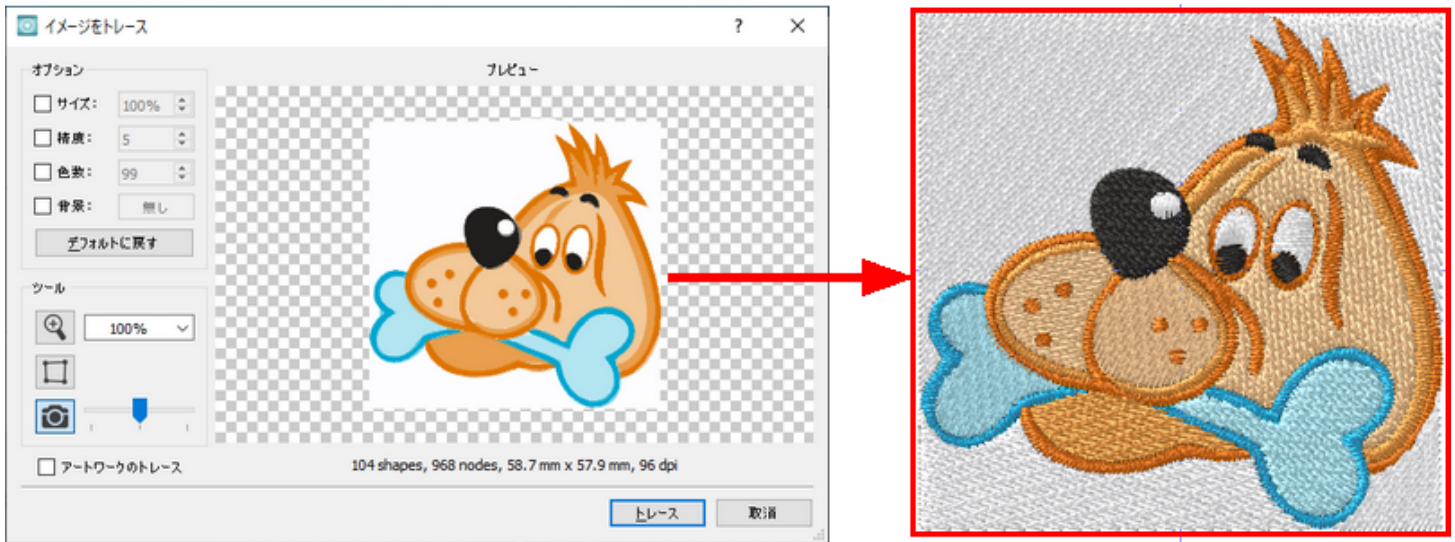 イメージをトレース
?
オプション
サイズ: 100%
精度: 5
色数: 99
背景: 無し
デフォルトに戻す
ツール
100%
アートワークのトレース
プレビュー
104 shapes, 968 nodes, 58.7 mm x 57.9 mm, 96 dpi
トレース
取消